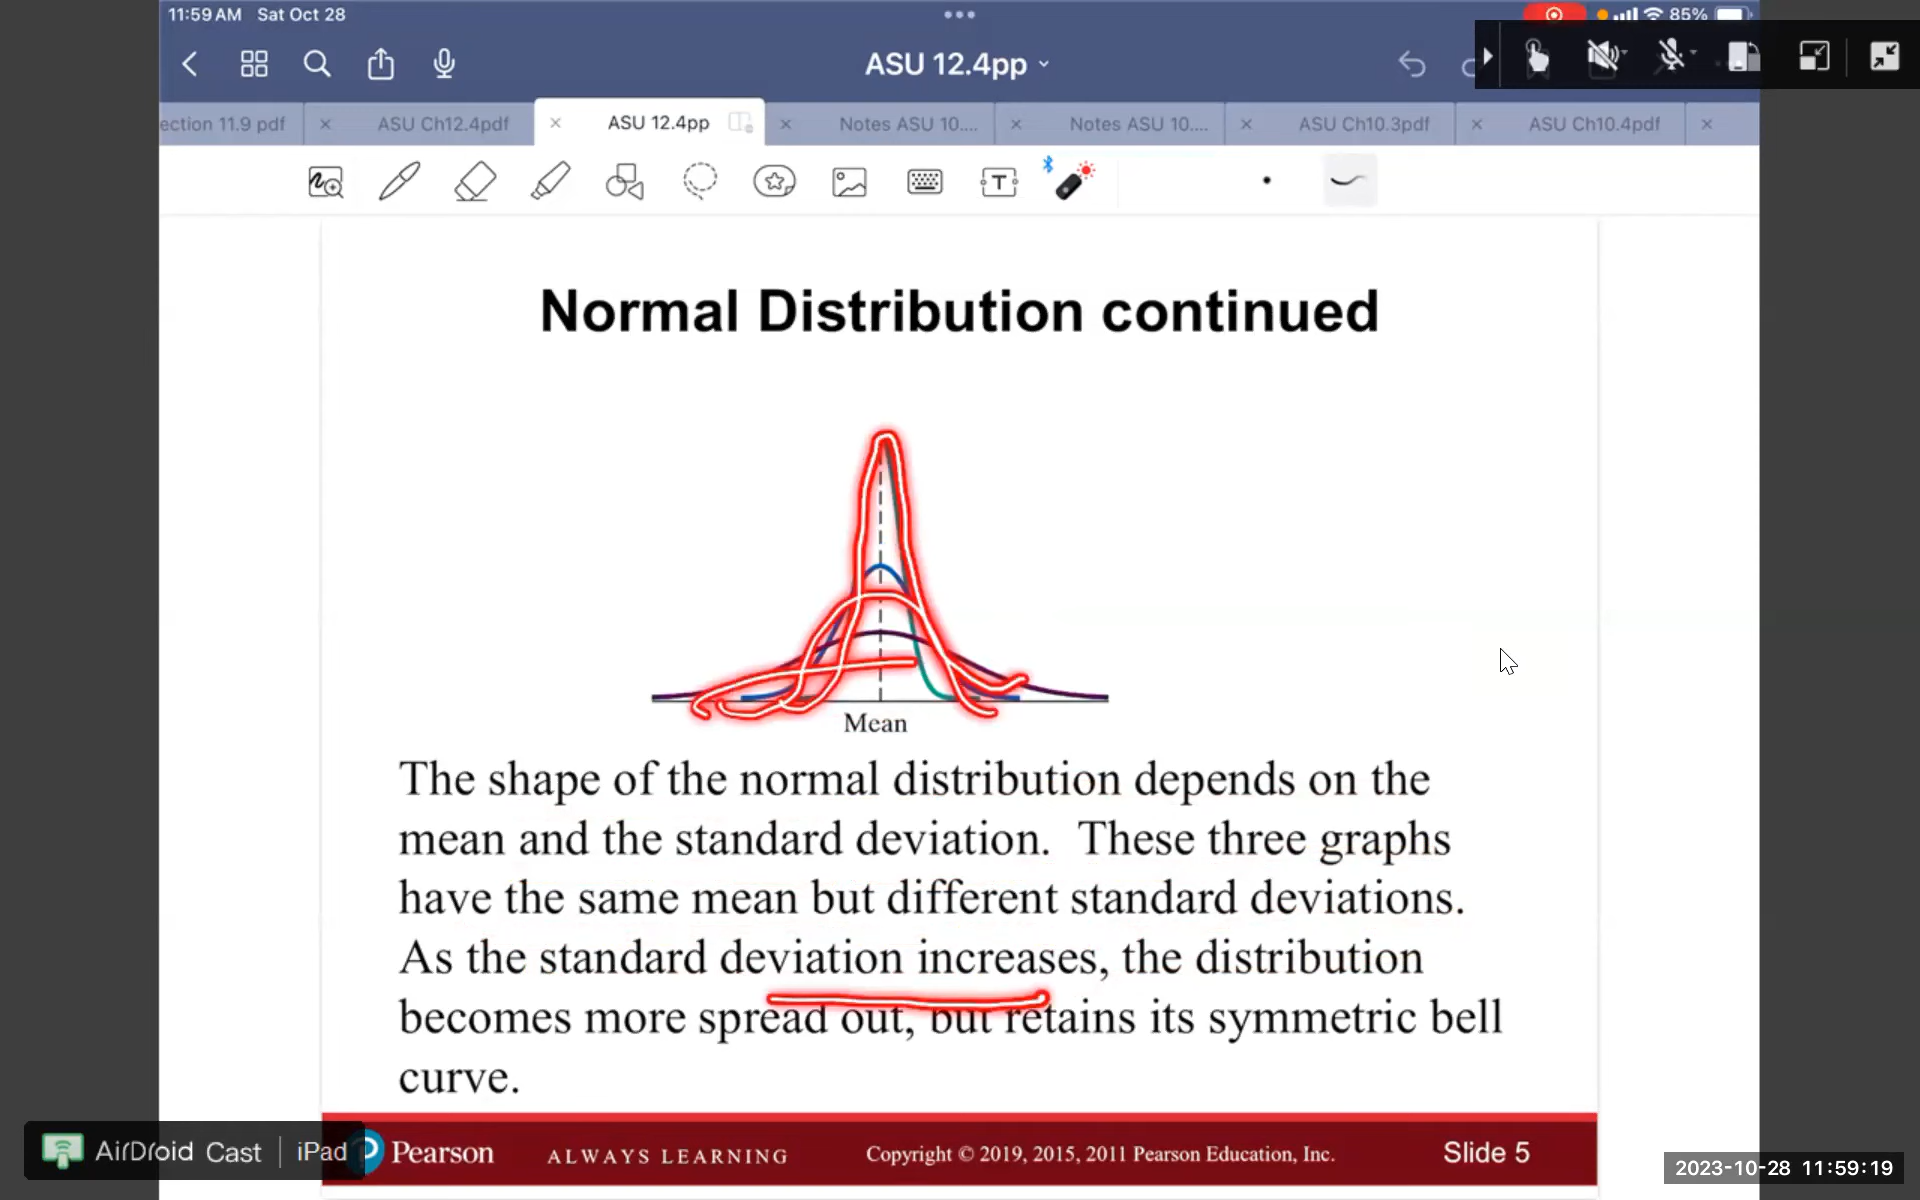 11:59 AM Sat Oct 28
85%
ASU 12.4pp
ection 11.9 pdf
ASU Ch12.4pdf
ASU 12.4pp
Notes ASU 10....
Notes ASU 10....
ASU Ch10.3pdf
ASU Ch10.4pdf
T
Normal Distribution continued
Mean
The shape of the normal distribution depends on the
mean and the standard deviation. These three graphs
have the same mean but different standard deviations.
As the standard deviation increases, the distribution
becomes more spread out, but retains its symmetric bell
curve.
AirDroid Cast | iPad
P Pearson
ALWAYS LEARNING
Copyright © 2019, 2015, 2011 Pearson Education, Inc.
Slide 5
2023-10-28 11:59:19